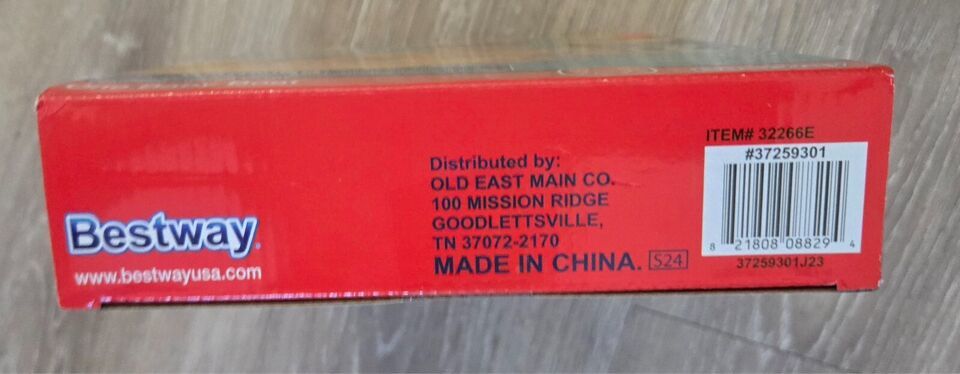 Bestway
www.bestwayusa.com
Distributed by:
OLD EAST MAIN CO.
100 MISSION RIDGE
GOODLETTSVILLE,
TN 37072-2170
MADE IN CHINA. S24
ITEM# 32266E
#37259301
8 21808 08829 4
37259301J23